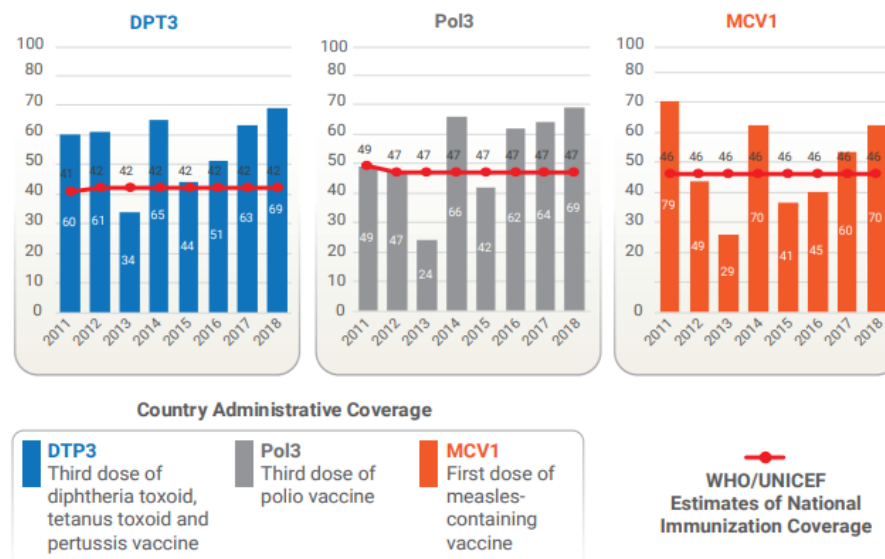 DPT3
100
80
70
60
50
40
30
20
10
0
41 42 42 42 42 42 42 42
60 61 34 65 44 51 63 69
2011 2012 2013 2014 2015 2016 2017 2018
Pol3
100
80
70
60
50
40
30
20
10
0
49 47 47 47 47 47 47 47
49 47 24 66 42 62 64 69
2011 2012 2013 2014 2015 2016 2017 2018
MCV1
100
80
70
60
50
40
30
20
10
0
46 46 46 46 46 46 46 46
79 49 29 70 41 45 60 70
2011 2012 2013 2014 2015 2016 2017 2018
Country Administrative Coverage
DTP3
Third dose of
diphtheria toxoid,
tetanus toxoid and
pertussis vaccine
Pol3
Third dose of
polio vaccine
MCV1
First dose of
measles-
containing
vaccine
WHO/UNICEF
Estimates of National
Immunization Coverage